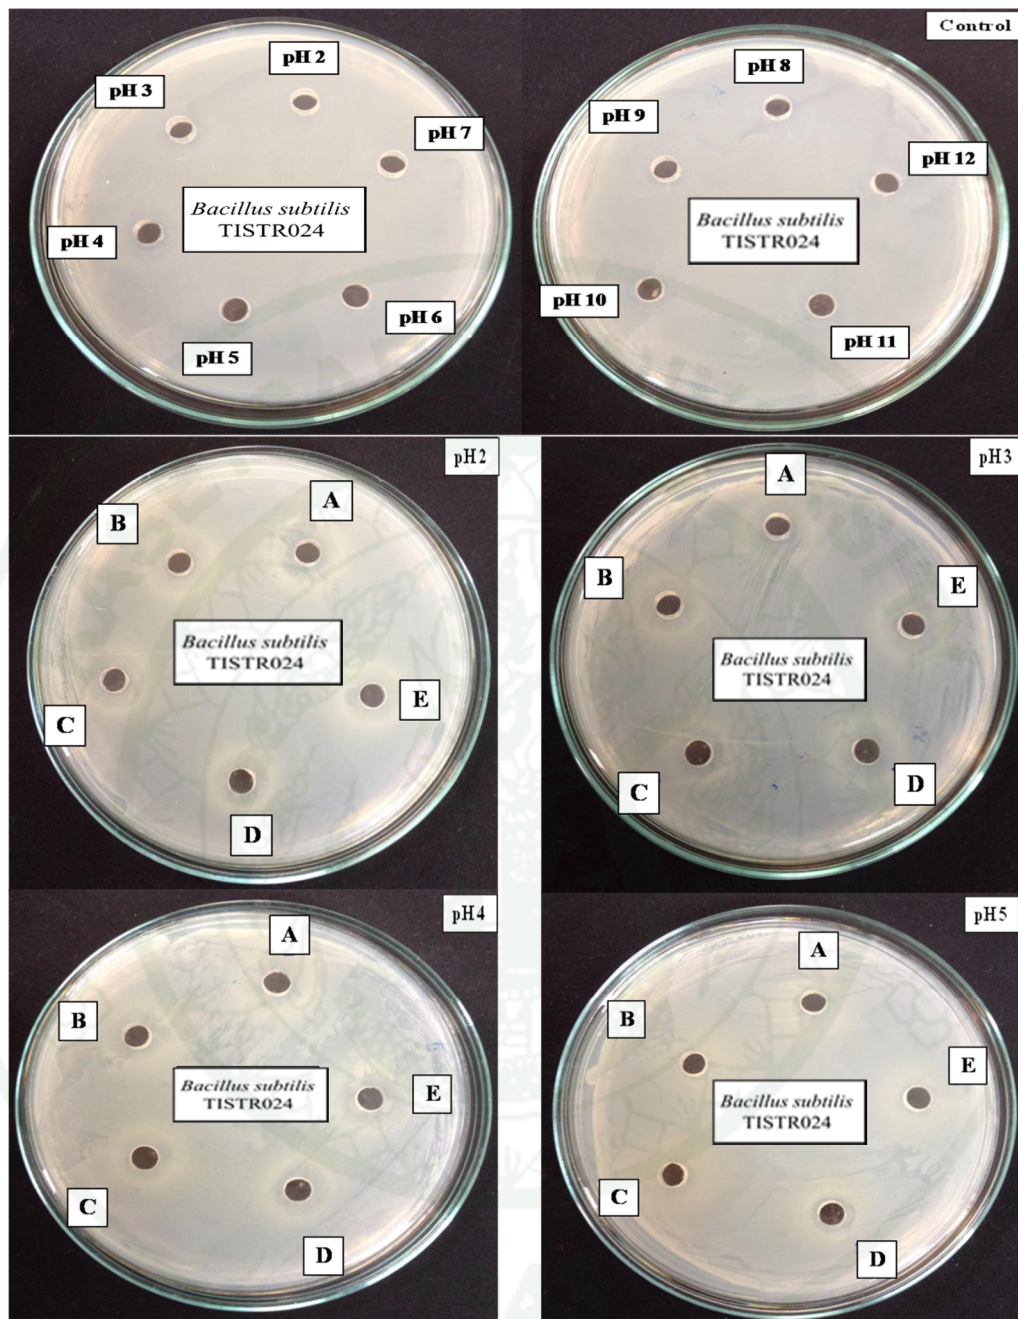 Control
pH 2
pH 3
pH 7
Bacillus subtilis
TISTR024
pH 4
pH 5
pH 6
pH 8
pH 9
pH 12
Bacillus subtilis
TISTR024
pH 10
pH 11
pH2
A
B
Bacillus subtilis
TISTR024
E
C
D
pH3
A
B
E
Bacillus subtilis
TISTR024
C
D
pH4
A
B
Bacillus subtilis
TISTR024
E
C
D
pH5
A
B
E
Bacillus subtilis
TISTR024
C
D